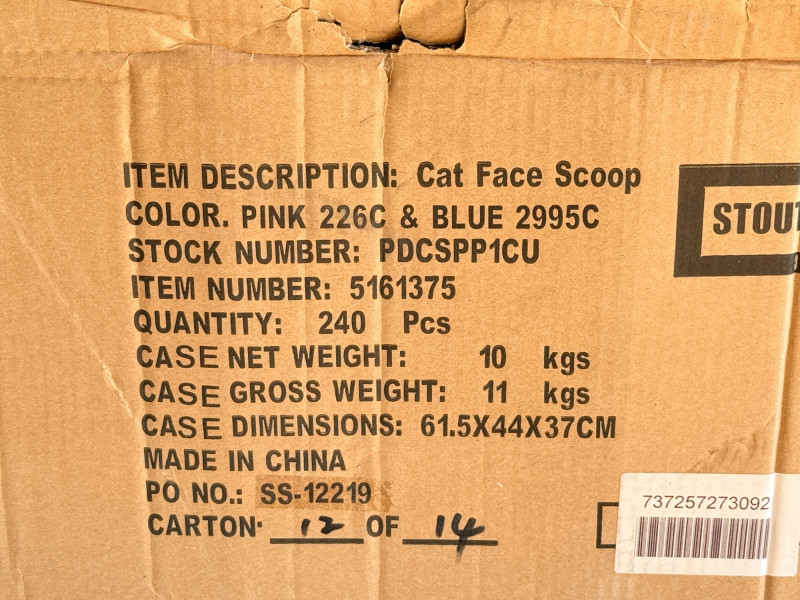 ITEM DESCRIPTION: Cat Face Scoop
COLOR. PINK 226C & BLUE 2995C
STOCK NUMBER: PDCSPP1CU
ITEM NUMBER: 5161375
QUANTITY: 240 Pcs
CASE NET WEIGHT: 10 kgs
CASE GROSS WEIGHT: 11 kgs
CASE DIMENSIONS: 61.5X44X37CM
MADE IN CHINA
PO NO.: SS-12219
CARTON· 12 OF 14
STOU
737257273092